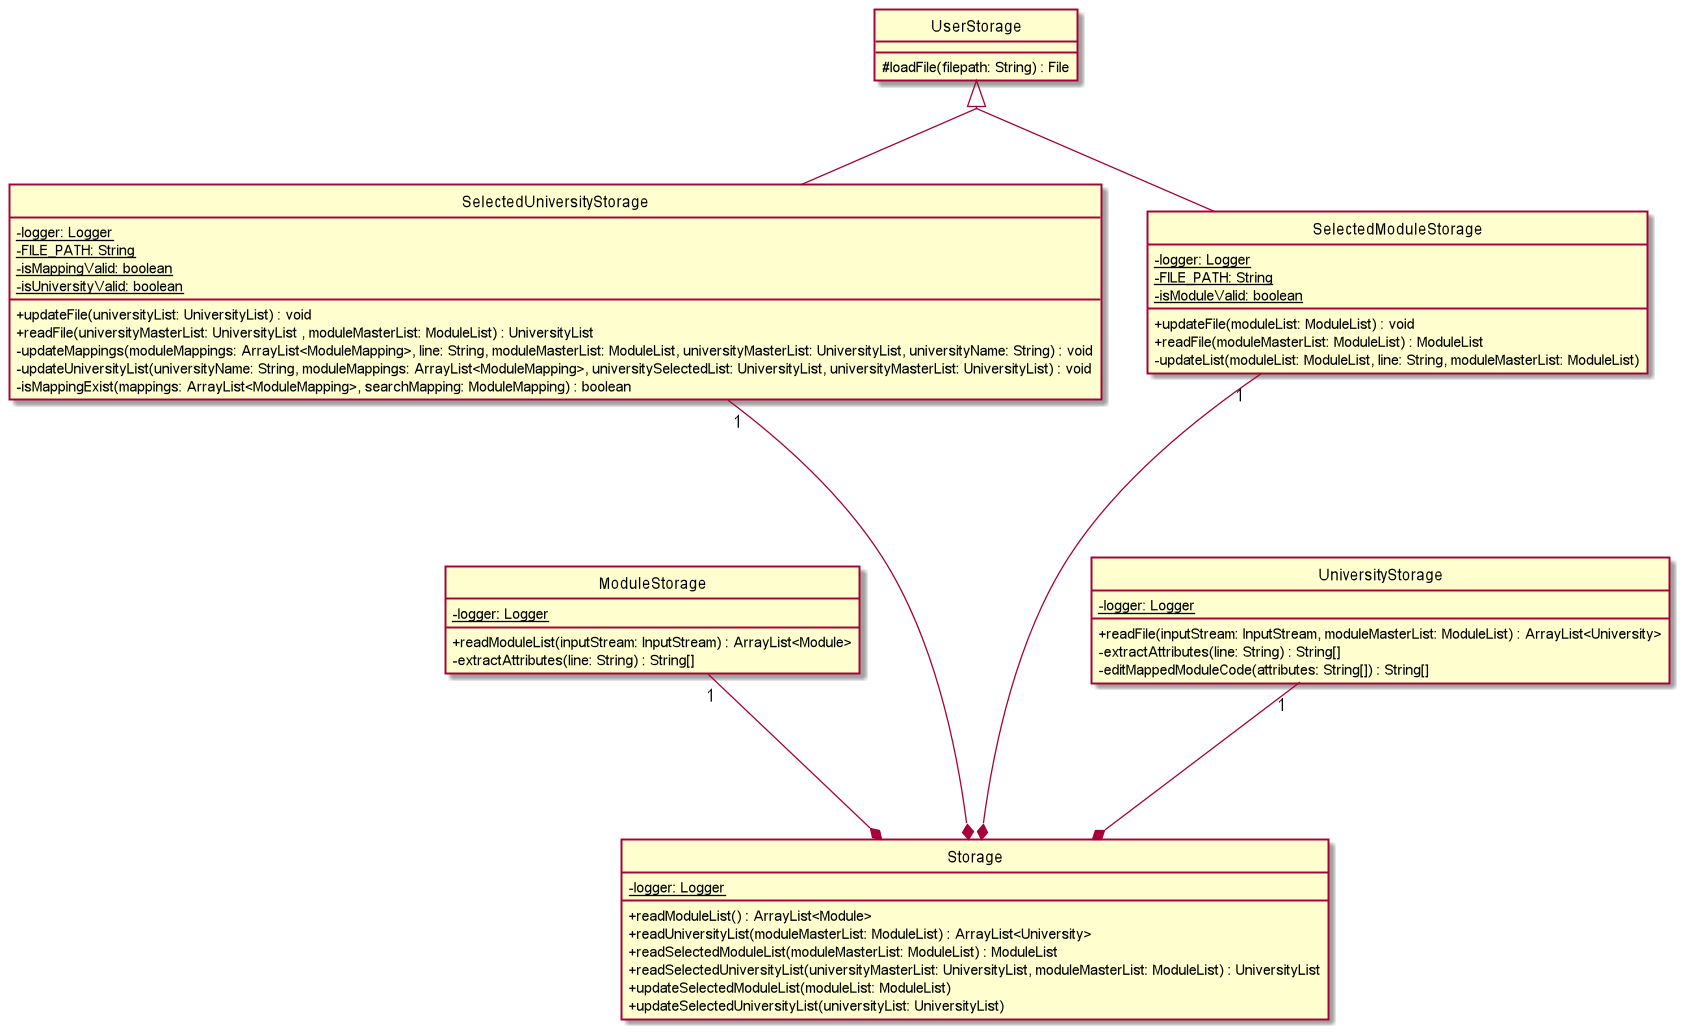 UserStorage
#loadFile(filepath: String) : File
SelectedUniversityStorage
-logger: Logger
-FILE_PATH: String
-isMappingValid: boolean
-isUniversityValid: boolean
+updateFile(universityList: UniversityList) : void
+readFile(universityMasterList: UniversityList , moduleMasterList: ModuleList) : UniversityList
-updateMappings(moduleMappings: ArrayList<ModuleMapping>, line: String, moduleMasterList: ModuleList, universityMasterList: UniversityList, universityName: String) : void
-updateUniversityList(universityName: String, moduleMappings: ArrayList<ModuleMapping>, universitySelectedList: UniversityList, universityMasterList: UniversityList) : void
-isMappingExist(mappings: ArrayList<ModuleMapping>, searchMapping: ModuleMapping) : boolean
1
SelectedModuleStorage
-logger: Logger
-FILE_PATH: String
-isModuleValid: boolean
+updateFile(moduleList: ModuleList) : void
+readFile(moduleMasterList: ModuleList) : ModuleList
-updateList(moduleList: ModuleList, line: String, moduleMasterList: ModuleList)
1
ModuleStorage
-logger: Logger
+readModuleList(inputStream: InputStream) : ArrayList<Module>
-extractAttributes(line: String) : String[]
1
UniversityStorage
-logger: Logger
+readFile(inputStream: InputStream, moduleMasterList: ModuleList) : ArrayList<University>
-extractAttributes(line: String) : String[]
-editMappedModuleCode(attributes: String[]) : String[]
1
Storage
-logger: Logger
+readModuleList() : ArrayList<Module>
+readUniversityList(moduleMasterList: ModuleList) : ArrayList<University>
+readSelectedModuleList(moduleMasterList: ModuleList) : ModuleList
+readSelectedUniversityList(universityMasterList: UniversityList, moduleMasterList: ModuleList) : UniversityList
+updateSelectedModuleList(moduleList: ModuleList)
+updateSelectedUniversityList(universityList: UniversityList)